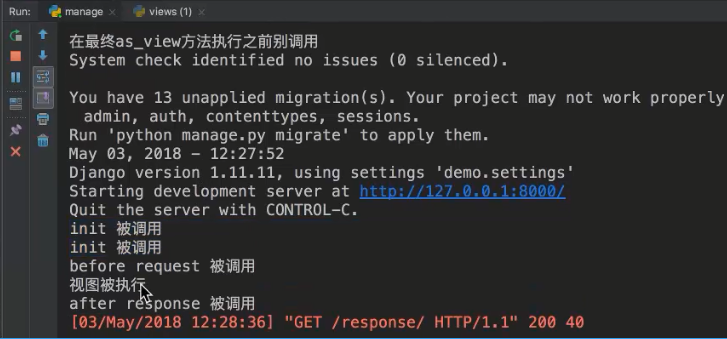 Run: manage views (1)
在最终as_view方法执行之前别调用
System check identified no issues (0 silenced).
You have 13 unapplied migration(s). Your project may not work properly
admin, auth, contenttypes, sessions.
Run 'python manage.py migrate' to apply them.
May 03, 2018 - 12:27:52
Django version 1.11.11, using settings 'demo.settings'
Starting development server at http://127.0.0.1:8000/
Quit the server with CONTROL-C.
init 被调用
init 被调用
before request 被调用
视图被执行
after response 被调用
[03/May/2018 12:28:36] "GET /response/ HTTP/1.1" 200 40